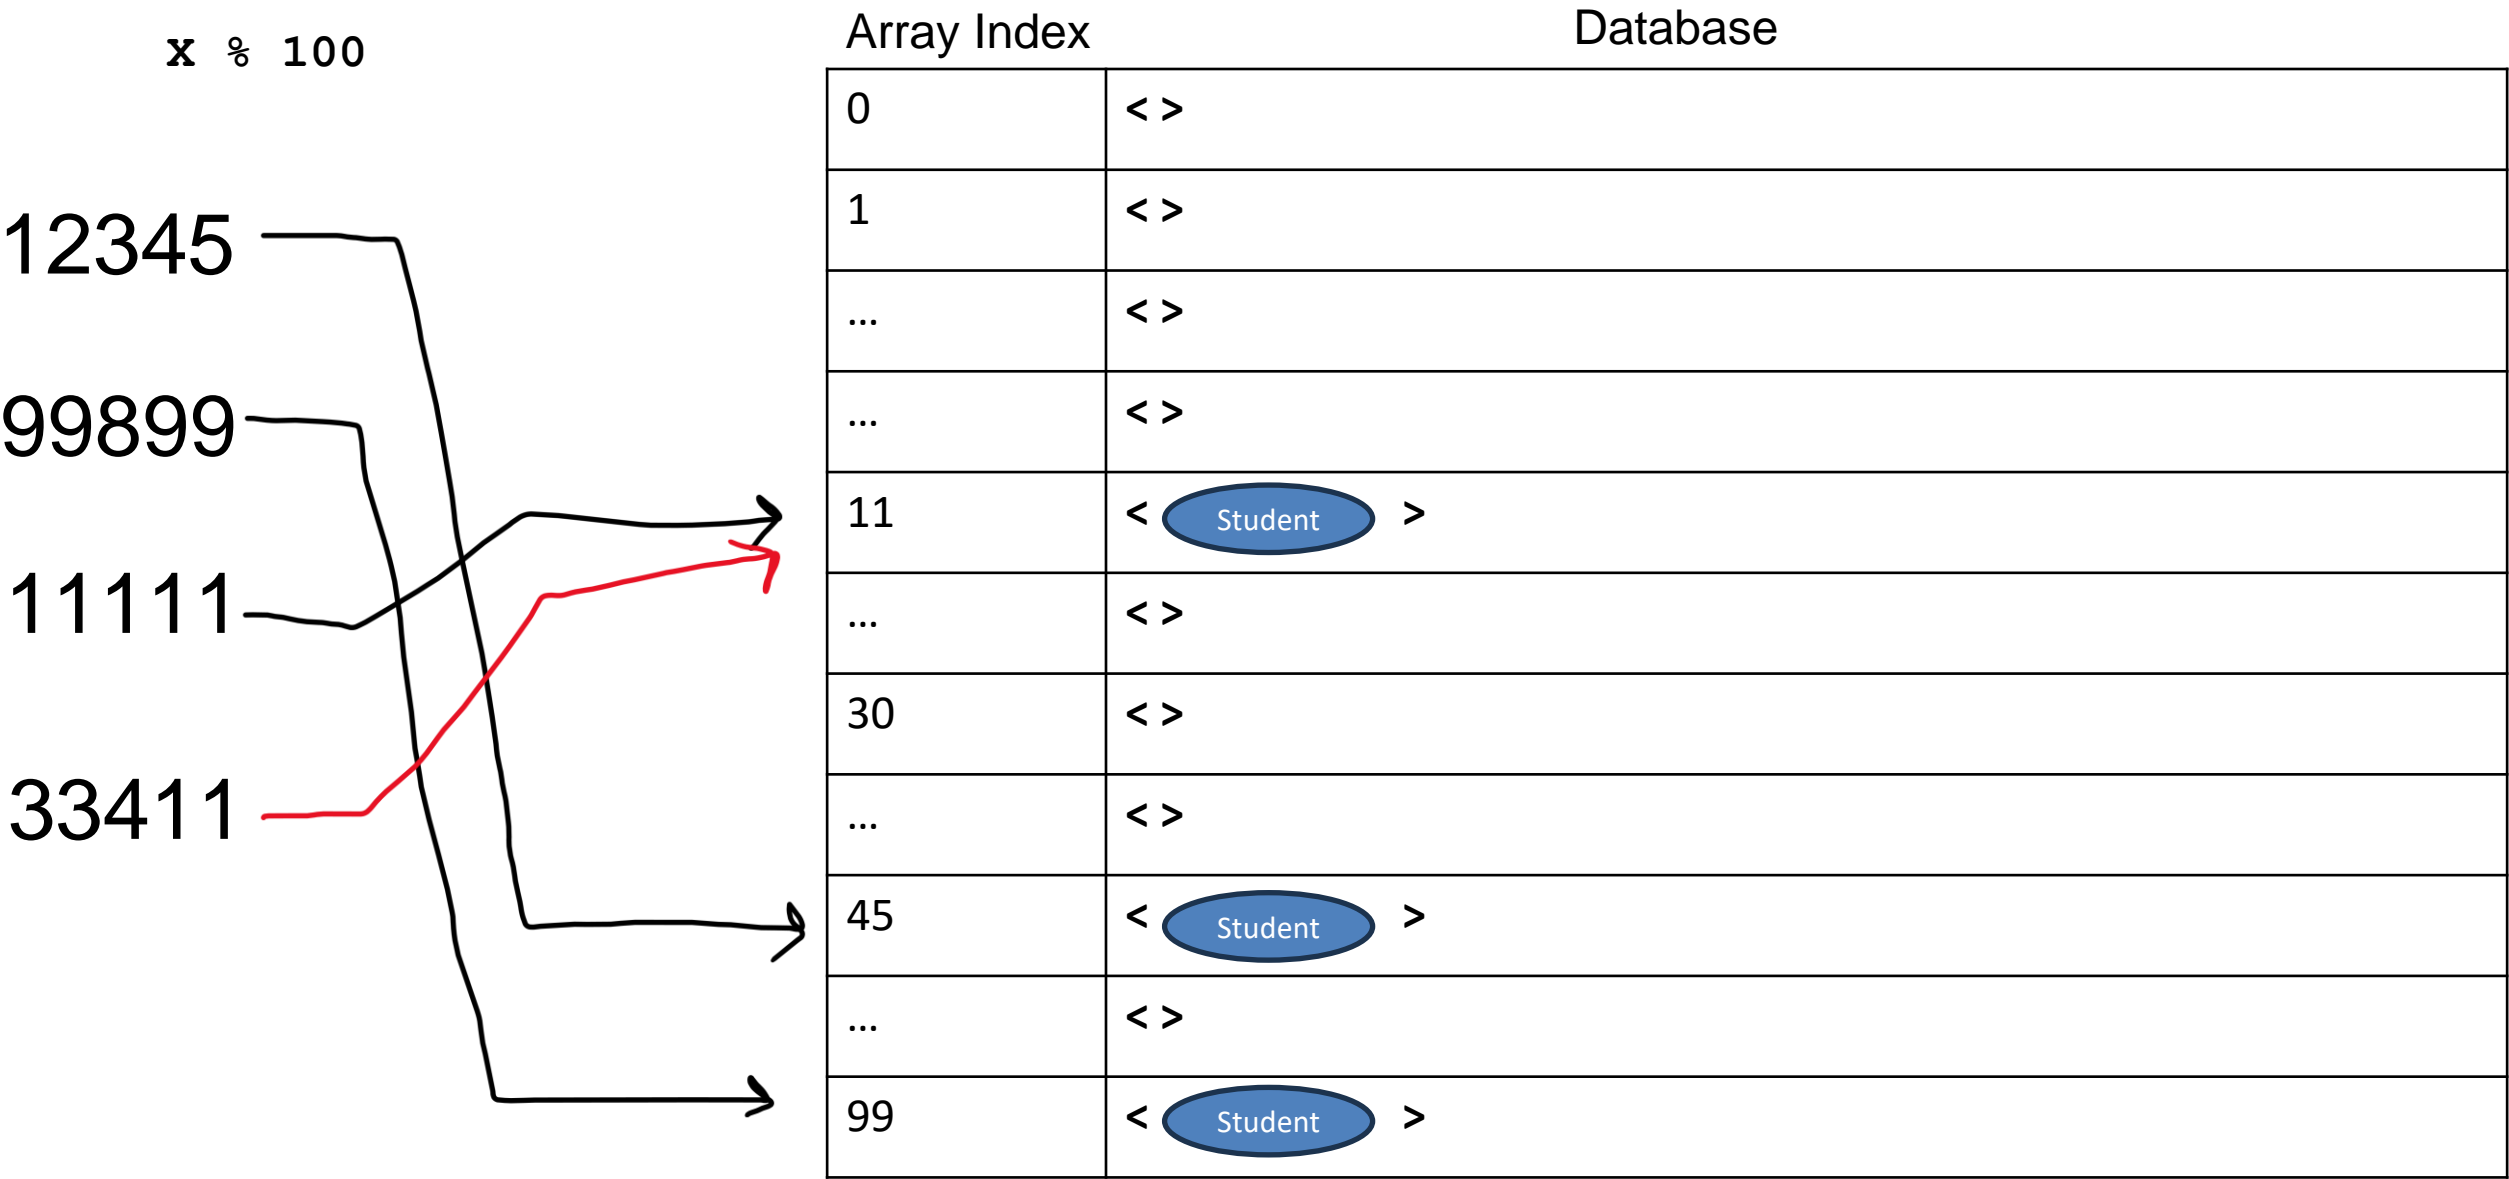 x % 100
Array Index
Database
12345
99899
11111
33411
0 < >
1 < >
... < >
... < >
11 < Student >
... < >
30 < >
... < >
45 < Student >
... < >
99 < Student >